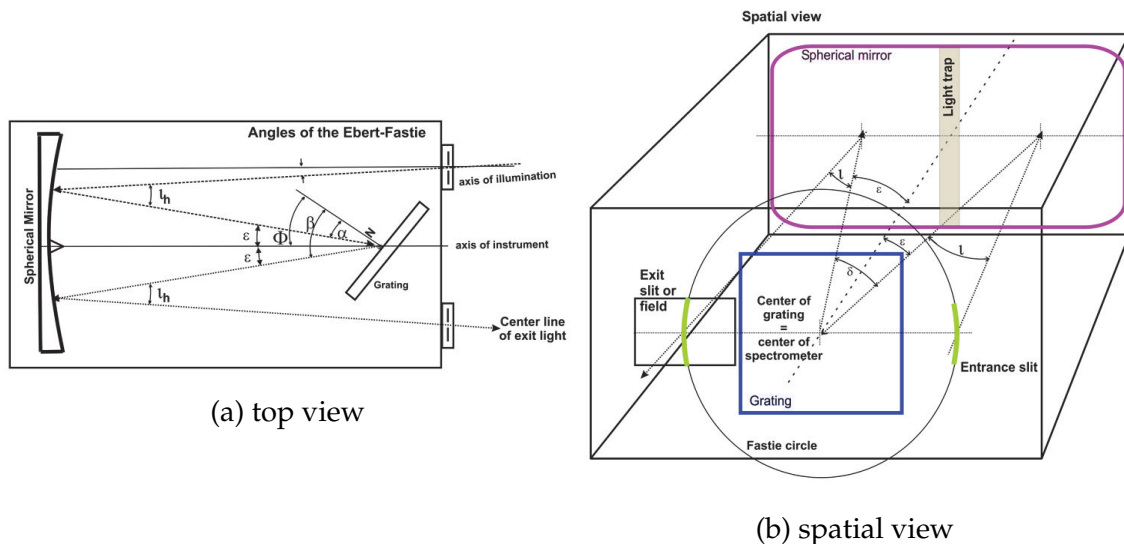 Angles of the Ebert-Fastie
axis of illumination
Spherical Mirror
ιh
ε
ε
Φ
β
α
N
axis of instrument
Grating
ιh
Center line
of exit light
(a) top view
Spatial view
Spherical mirror
Light trap
ι
ε
ε
ι
δ
Exit
slit or
field
Center of
grating
=
center of
spectrometer
Entrance slit
Grating
Fastie circle
(b) spatial view